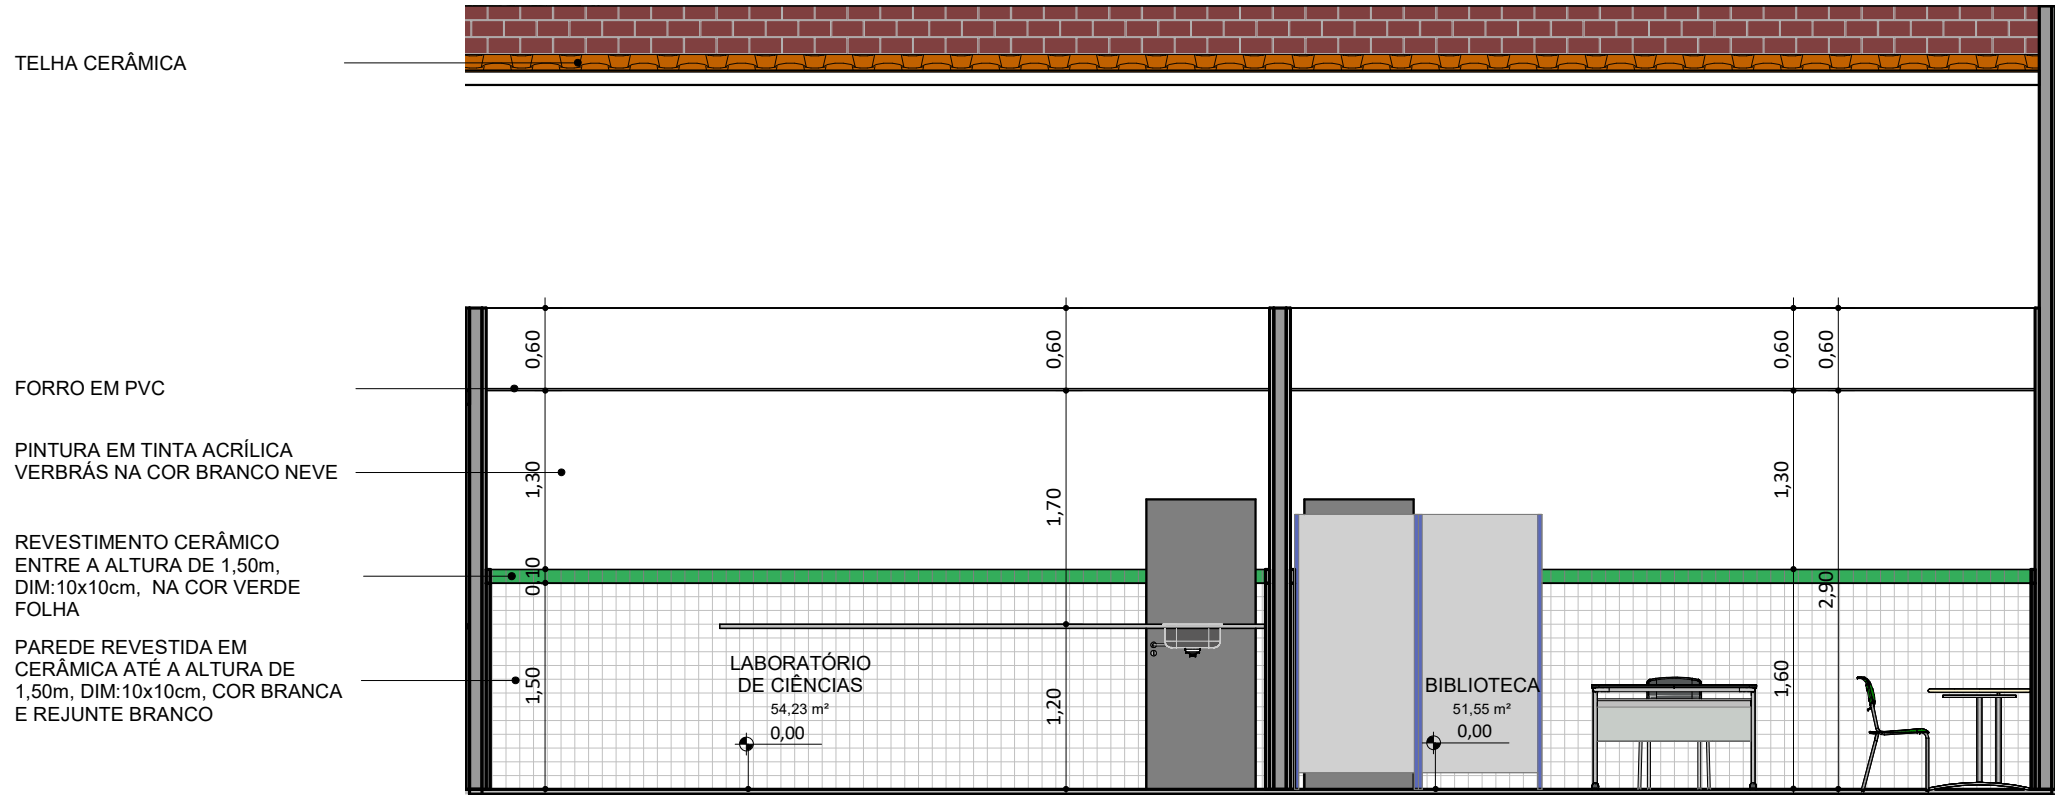 TELHA CERÂMICA
FORRO EM PVC
PINTURA EM TINTA ACRÍLICA
VERBRÁS NA COR BRANCO NEVE
REVESTIMENTO CERÂMICO
ENTRE A ALTURA DE 1,50m,
DIM:10x10cm,  NA COR VERDE
FOLHA
PAREDE REVESTIDA EM
CERÂMICA ATÉ A ALTURA DE
1,50m, DIM:10x10cm, COR BRANCA
E REJUNTE BRANCO
0,60
1,30
0,10
1,50
0,60
1,70
1,20
LABORATÓRIO
DE CIÊNCIAS
54,23 m²
0,00
BIBLIOTECA
51,55 m²
0,00
0,60
1,30
1,60
0,60
2,90